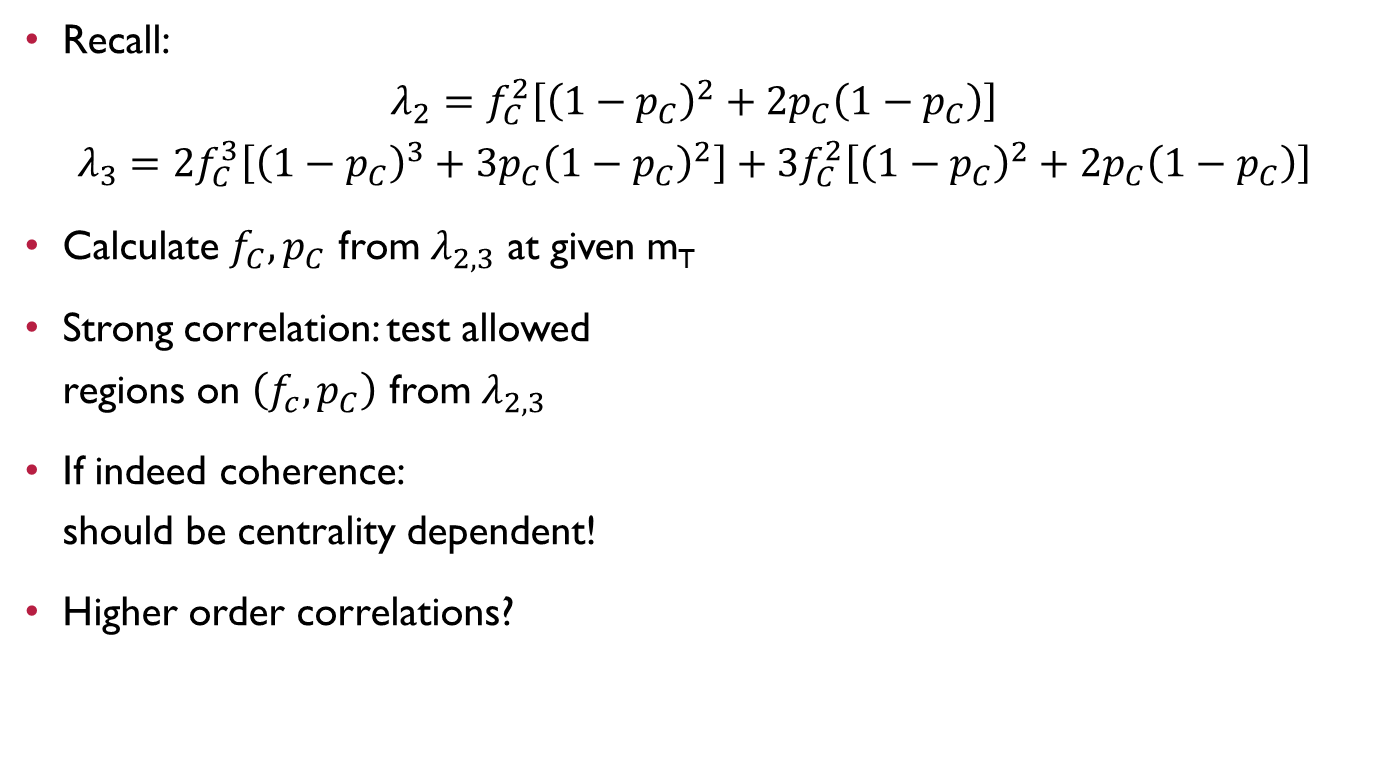 • Recall:
λ₂ = f_C²[(1 − p_C)² + 2p_C(1 − p_C)]
λ₃ = 2f_C³[(1 − p_C)³ + 3p_C(1 − p_C)²] + 3f_C²[(1 − p_C)² + 2p_C(1 − p_C)]
• Calculate f_C, p_C from λ₂,₃ at given m_T
• Strong correlation: test allowed
regions on (f_c, p_C) from λ₂,₃
• If indeed coherence:
should be centrality dependent!
• Higher order correlations?